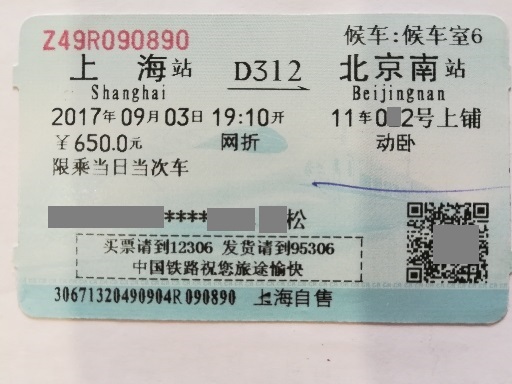 Z49R090890 候车:候车室6
上海站 D312 北京南站
Shanghai Beijingnan
2017年09月03日 19:10开 11车0 2号上铺
￥650.0元 网折 动卧
限乘当日当次车
**** 松
买票请到12306 发货请到95306
中国铁路祝您旅途愉快
30671320490904R090890 上海自售